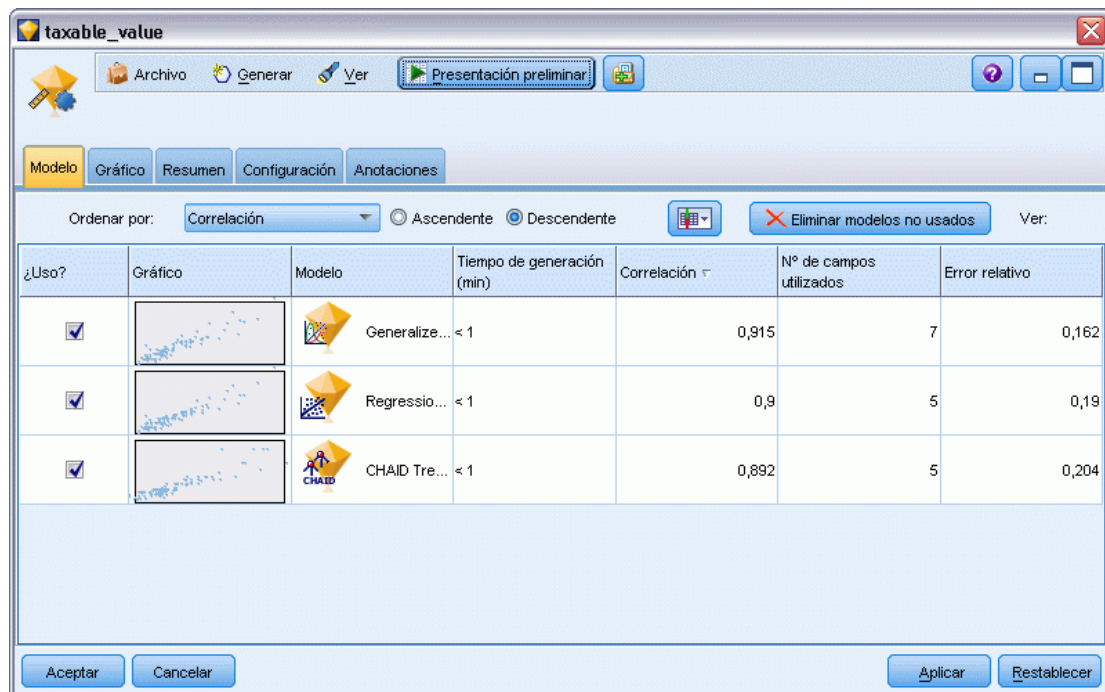 taxable_value
Archivo Generar Ver Presentación preliminar
Modelo Gráfico Resumen Configuración Anotaciones
Ordenar por: Correlación Ascendente Descendente Eliminar modelos no usados Ver:
¿Uso? Gráfico Modelo Tiempo de generación (min) Correlación Nº de campos utilizados Error relativo
Generalize... < 1 0,915 7 0,162
Regressio... < 1 0,9 5 0,19
CHAID CHAID Tre... < 1 0,892 5 0,204
Aceptar Cancelar Aplicar Restablecer